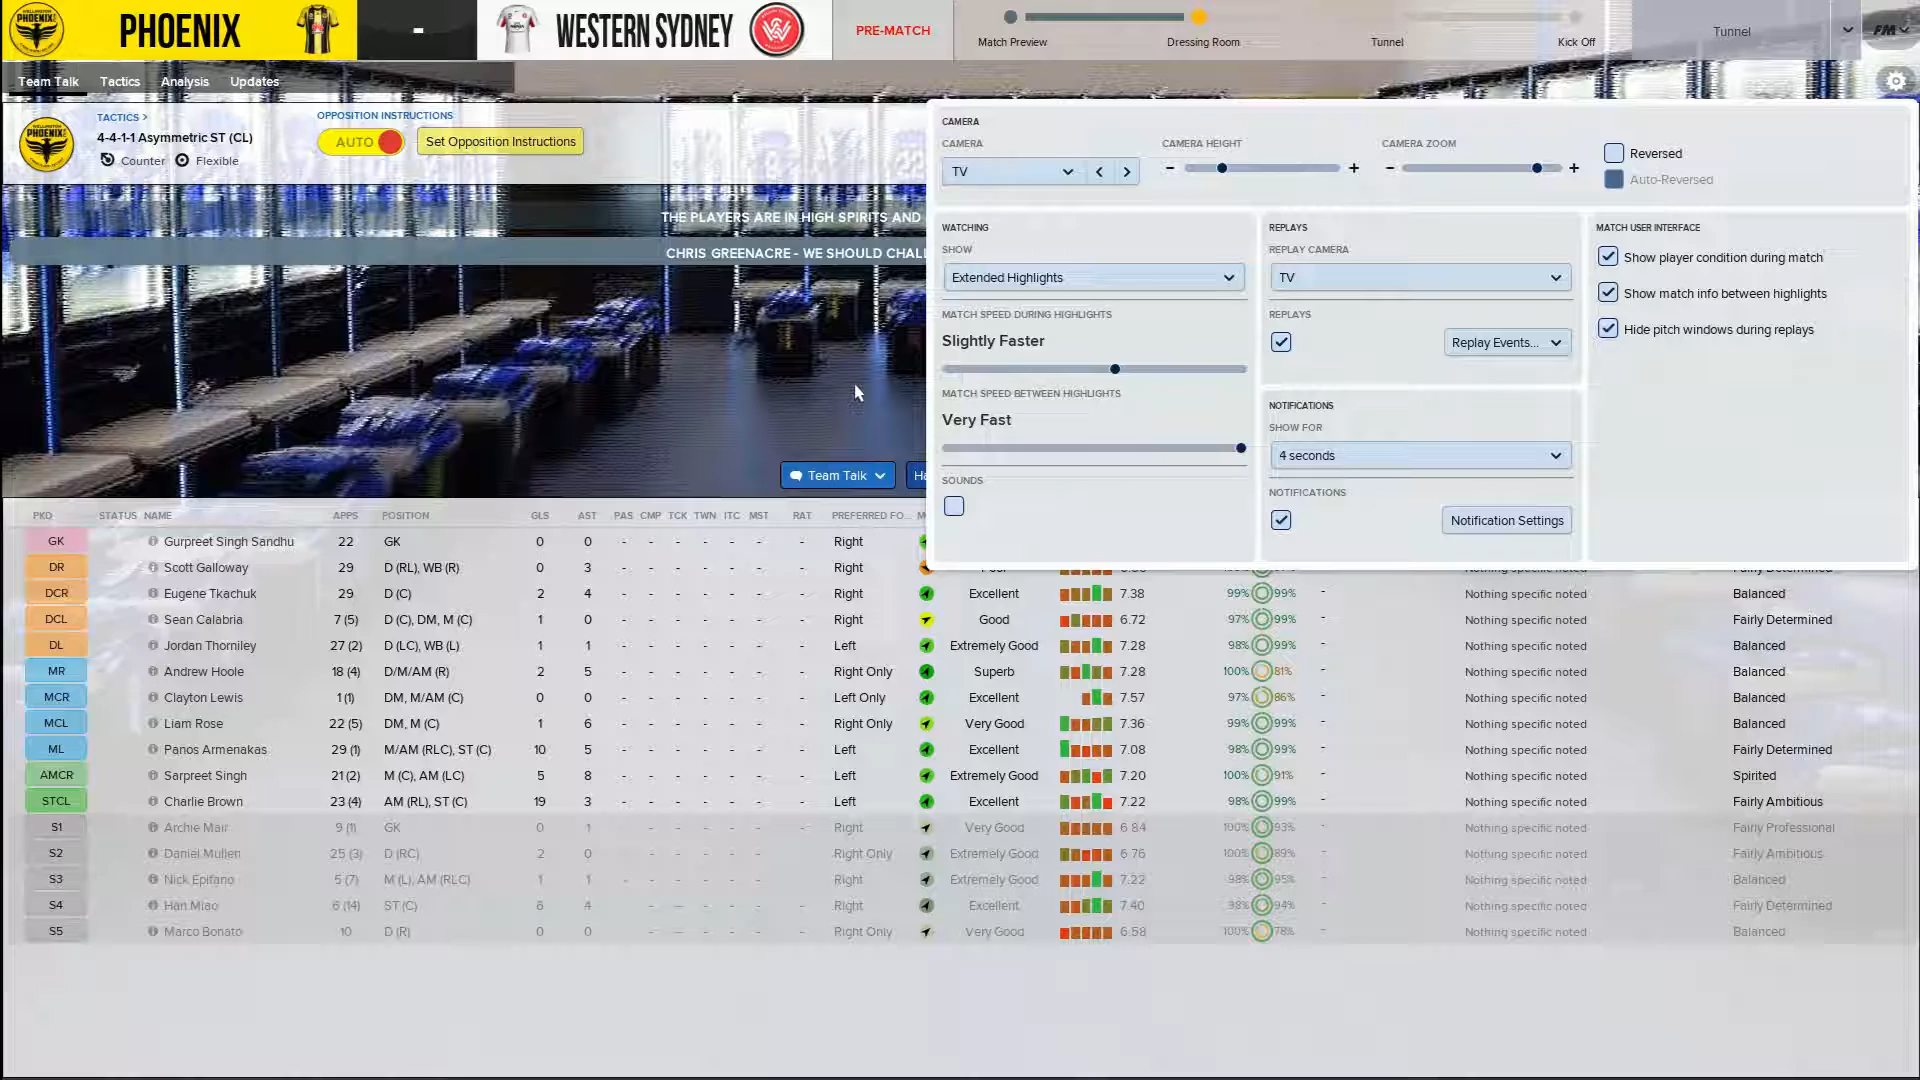 PHOENIX
-
WESTERN SYDNEY
PRE-MATCH
Match Preview
Dressing Room
Tunnel
Kick Off
Tunnel
FM
Team Talk Tactics Analysis Updates
TACTICS >
4-4-1-1 Asymmetric ST (CL)
Counter Flexible
OPPOSITION INSTRUCTIONS
AUTO
Set Opposition Instructions
THE PLAYERS ARE IN HIGH SPIRITS AND
CHRIS GREENACRE - WE SHOULD CHALL
Team Talk
Ha
CAMERA
CAMERA
TV
CAMERA HEIGHT
- +
CAMERA ZOOM
- +
Reversed
Auto-Reversed
WATCHING
SHOW
Extended Highlights
MATCH SPEED DURING HIGHLIGHTS
Slightly Faster
MATCH SPEED BETWEEN HIGHLIGHTS
Very Fast
SOUNDS
REPLAYS
REPLAY CAMERA
TV
REPLAYS
Replay Events...
NOTIFICATIONS
SHOW FOR
4 seconds
NOTIFICATIONS
Notification Settings
MATCH USER INTERFACE
Show player condition during match
Show match info between highlights
Hide pitch windows during replays
PKD STATUS NAME APPS POSITION GLS AST PAS CMP TCK TWN ITC MST RAT PREFERRED FO...
GK Gurpreet Singh Sandhu 22 GK 0 0 - - - - - - - Right
DR Scott Galloway 29 D (RL), WB (R) 0 3 - - - - - - - Right
DCR Eugene Tkachuk 29 D (C) 2 4 - - - - - - - Right Excellent 7.38 99% 99% - Nothing specific noted Balanced
DCL Sean Calabria 7 (5) D (C), DM, M (C) 1 0 - - - - - - - Right Good 6.72 97% 99% - Nothing specific noted Fairly Determined
DL Jordan Thorniley 27 (2) D (LC), WB (L) 1 1 - - - - - - - Left Extremely Good 7.28 98% 99% - Nothing specific noted Balanced
MR Andrew Hoole 18 (4) D/M/AM (R) 2 5 - - - - - - - Right Only Superb 7.28 100% 81% - Nothing specific noted Balanced
MCR Clayton Lewis 1 (1) DM, M/AM (C) 0 0 - - - - - - - Left Only Excellent 7.57 97% 86% - Nothing specific noted Balanced
MCL Liam Rose 22 (5) DM, M (C) 1 6 - - - - - - - Right Only Very Good 7.36 99% 99% - Nothing specific noted Balanced
ML Panos Armenakas 29 (1) M/AM (RLC), ST (C) 10 5 - - - - - - - Left Excellent 7.08 98% 99% - Nothing specific noted Fairly Determined
AMCR Sarpreet Singh 21 (2) M (C), AM (LC) 5 8 - - - - - - - Left Extremely Good 7.20 100% 91% - Nothing specific noted Spirited
STCL Charlie Brown 23 (4) AM (RL), ST (C) 19 3 - - - - - - - Left Excellent 7.22 98% 99% - Nothing specific noted Fairly Ambitious
S1 Archie Mair 9 (1) GK 0 1 - - - - - - Right Very Good 6.84 100% 93% - Nothing specific noted Fairly Professional
S2 Daniel Mullen 25 (3) D (RC) 2 0 - - - - - - Right Only Extremely Good 6.76 100% 89% - Nothing specific noted Fairly Ambitious
S3 Nick Epifano 5 (7) M (L), AM (RLC) 1 1 - - - - - - - Right Extremely Good 7.22 98% 95% - Nothing specific noted Balanced
S4 Han Miao 6 (14) ST (C) 6 4 - - - - - - Right Excellent 7.40 98% 94% - Nothing specific noted Fairly Determined
S5 Marco Bonato 10 D (R) 0 0 - - - - - - Right Only Very Good 6.58 100% 78% - Nothing specific noted Balanced